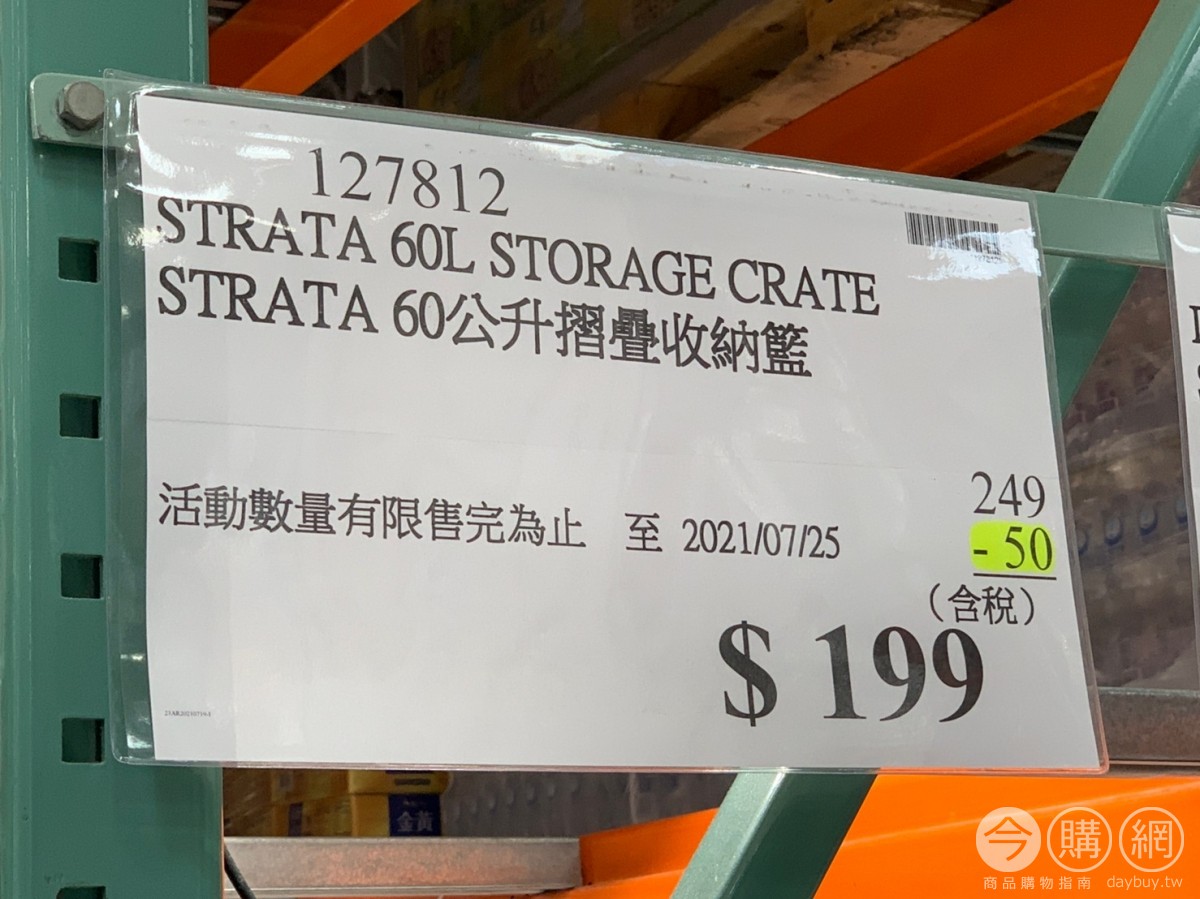 127812
STRATA 60L STORAGE CRATE
STRATA 60公升摺疊收納籃
活動數量有限售完為止 至 2021/07/25
249
- 50
（含稅）
$ 199
金黃
今購網
商品購物指南 daybuy.tw